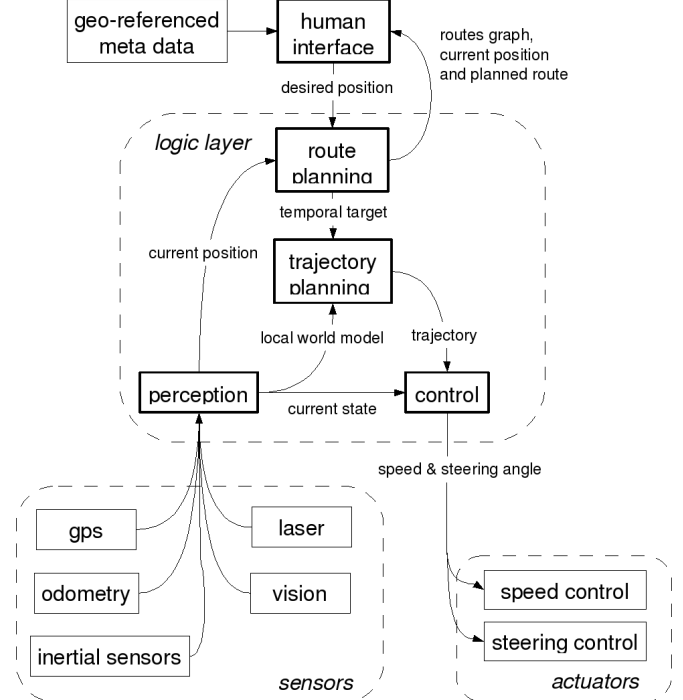 geo-referenced
meta data
human
interface
routes graph,
current position
and planned route
desired position
logic layer
route
planning
temporal target
current position
trajectory
planning
local world model
trajectory
perception
control
current state
speed & steering angle
gps
laser
odometry
vision
inertial sensors
sensors
speed control
steering control
actuators